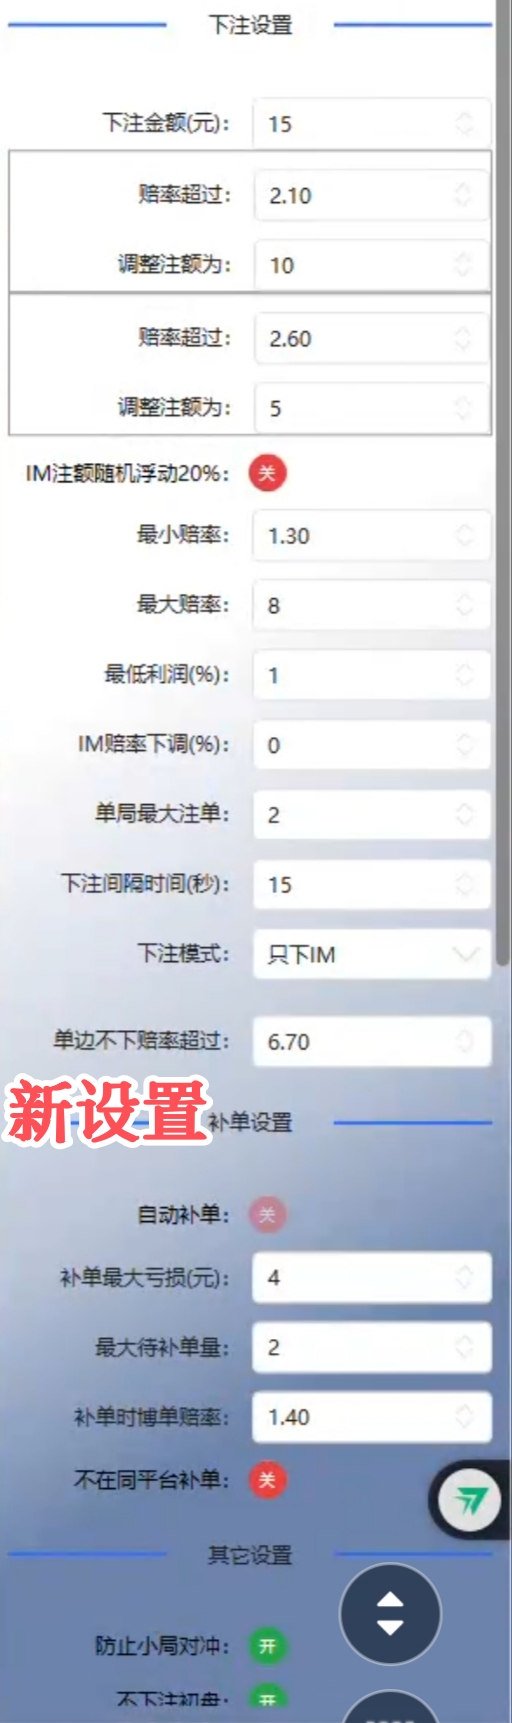 下注设置
下注金额(元)： 15
赔率超过： 2.10
调整注额为： 10
赔率超过： 2.60
调整注额为： 5
IM注额随机浮动20%： 关
最小赔率： 1.30
最大赔率： 8
最低利润(%)： 1
IM赔率下调(%)： 0
单局最大注单： 2
下注间隔时间(秒)： 15
下注模式： 只下IM
单边不下赔率超过： 6.70
新设置
补单设置
自动补单： 关
补单最大亏损(元)： 4
最大待补单量： 2
补单时博单赔率： 1.40
不在同平台补单： 关
其它设置
防止小局对冲： 开
不下注初盘： 开